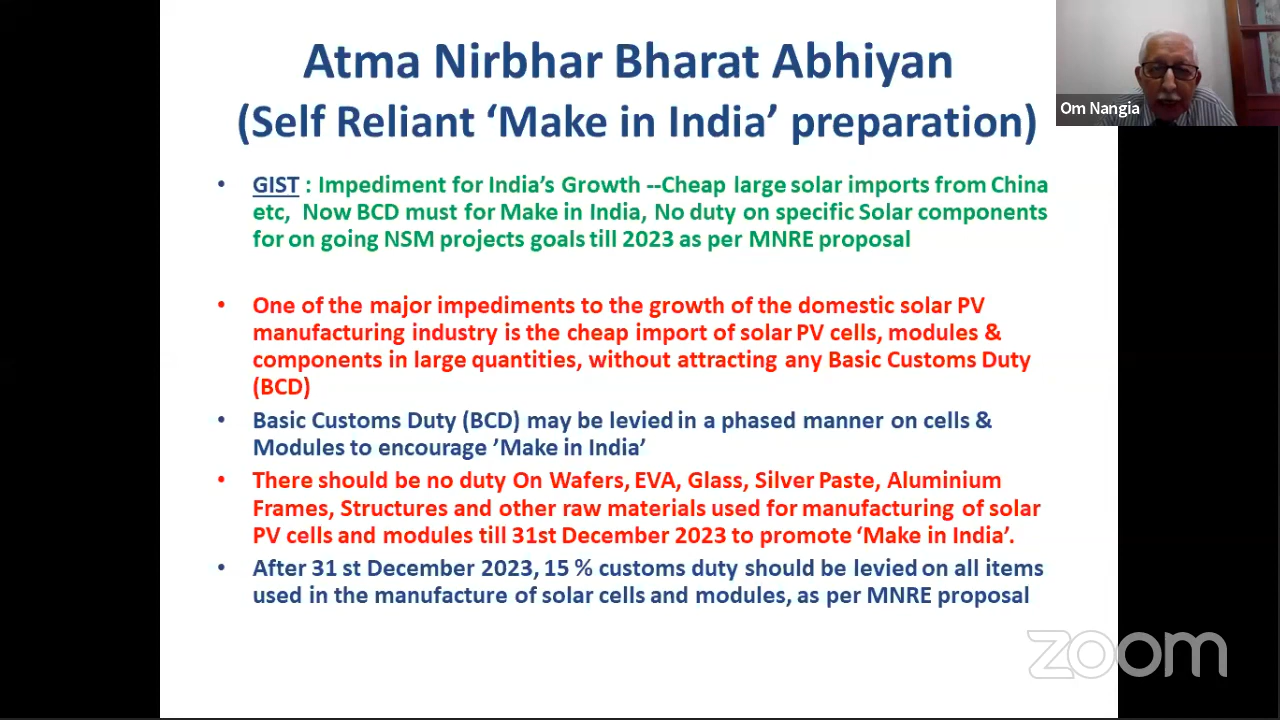 Atma Nirbhar Bharat Abhiyan
(Self Reliant ‘Make in India’ preparation)
• GIST : Impediment for India’s Growth --Cheap large solar imports from China
etc, Now BCD must for Make in India, No duty on specific Solar components
for on going NSM projects goals till 2023 as per MNRE proposal
• One of the major impediments to the growth of the domestic solar PV
manufacturing industry is the cheap import of solar PV cells, modules &
components in large quantities, without attracting any Basic Customs Duty
(BCD)
• Basic Customs Duty (BCD) may be levied in a phased manner on cells &
Modules to encourage ’Make in India’
• There should be no duty On Wafers, EVA, Glass, Silver Paste, Aluminium
Frames, Structures and other raw materials used for manufacturing of solar
PV cells and modules till 31st December 2023 to promote ‘Make in India’.
• After 31 st December 2023, 15 % customs duty should be levied on all items
used in the manufacture of solar cells and modules, as per MNRE proposal
Om Nangia
zoom